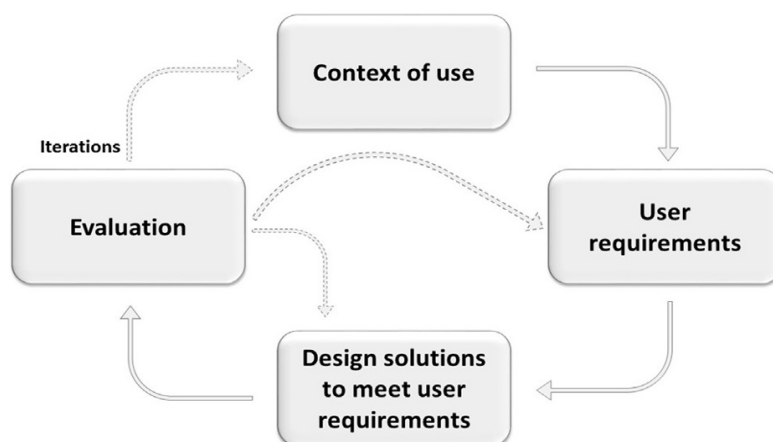 Context of use
Iterations
Evaluation
User
requirements
Design solutions
to meet user
requirements